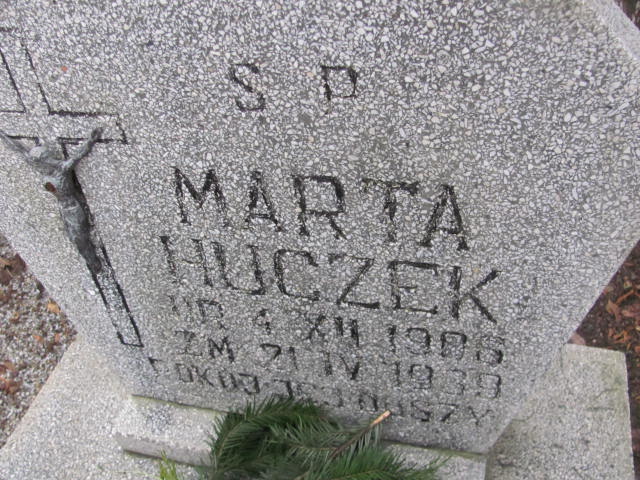 S P
MARTA
HUCZEK
UR 4 XII 1906
ZM 21 IV 1939
POKÓJ JEJ DUSZY